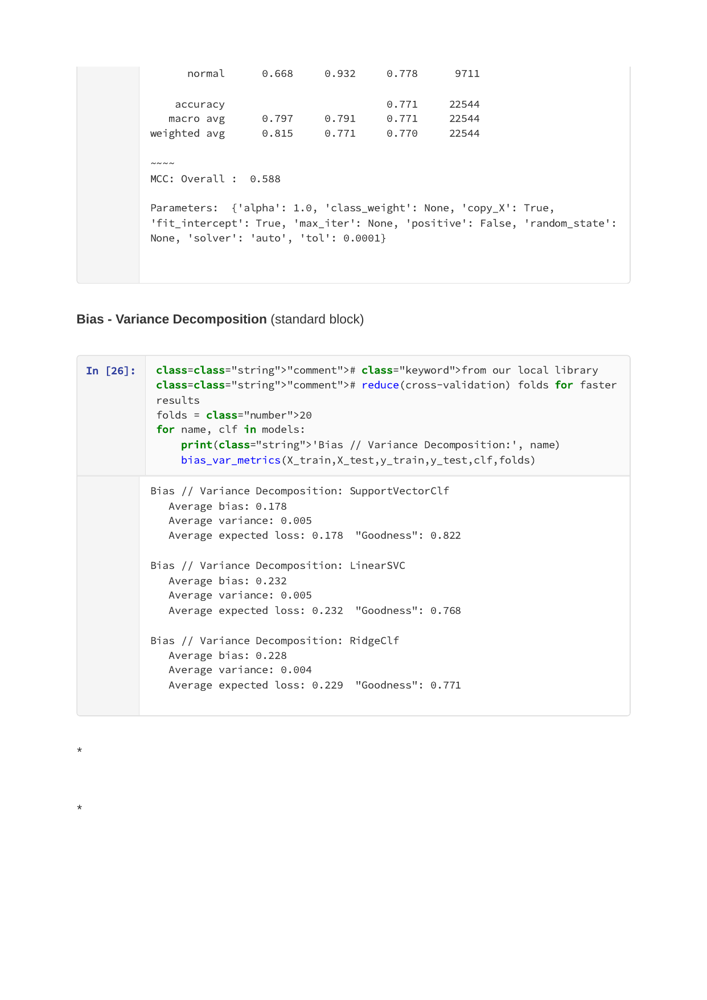 normal      0.668     0.932     0.778      9711
accuracy                          0.771     22544
macro avg      0.797     0.791     0.771     22544
weighted avg      0.815     0.771     0.770     22544
~~~~
MCC: Overall :  0.588
Parameters:  {'alpha': 1.0, 'class_weight': None, 'copy_X': True,
'fit_intercept': True, 'max_iter': None, 'positive': False, 'random_state':
None, 'solver': 'auto', 'tol': 0.0001}
Bias - Variance Decomposition (standard block)
In [26]:
class=class="string">"comment"># class="keyword">from our local library
class=class="string">"comment"># reduce(cross-validation) folds for faster
results
folds = class="number">20
for name, clf in models:
    print(class="string">'Bias // Variance Decomposition:', name)
    bias_var_metrics(X_train,X_test,y_train,y_test,clf,folds)
Bias // Variance Decomposition: SupportVectorClf
   Average bias: 0.178
   Average variance: 0.005
   Average expected loss: 0.178  "Goodness": 0.822
Bias // Variance Decomposition: LinearSVC
   Average bias: 0.232
   Average variance: 0.005
   Average expected loss: 0.232  "Goodness": 0.768
Bias // Variance Decomposition: RidgeClf
   Average bias: 0.228
   Average variance: 0.004
   Average expected loss: 0.229  "Goodness": 0.771
*
*